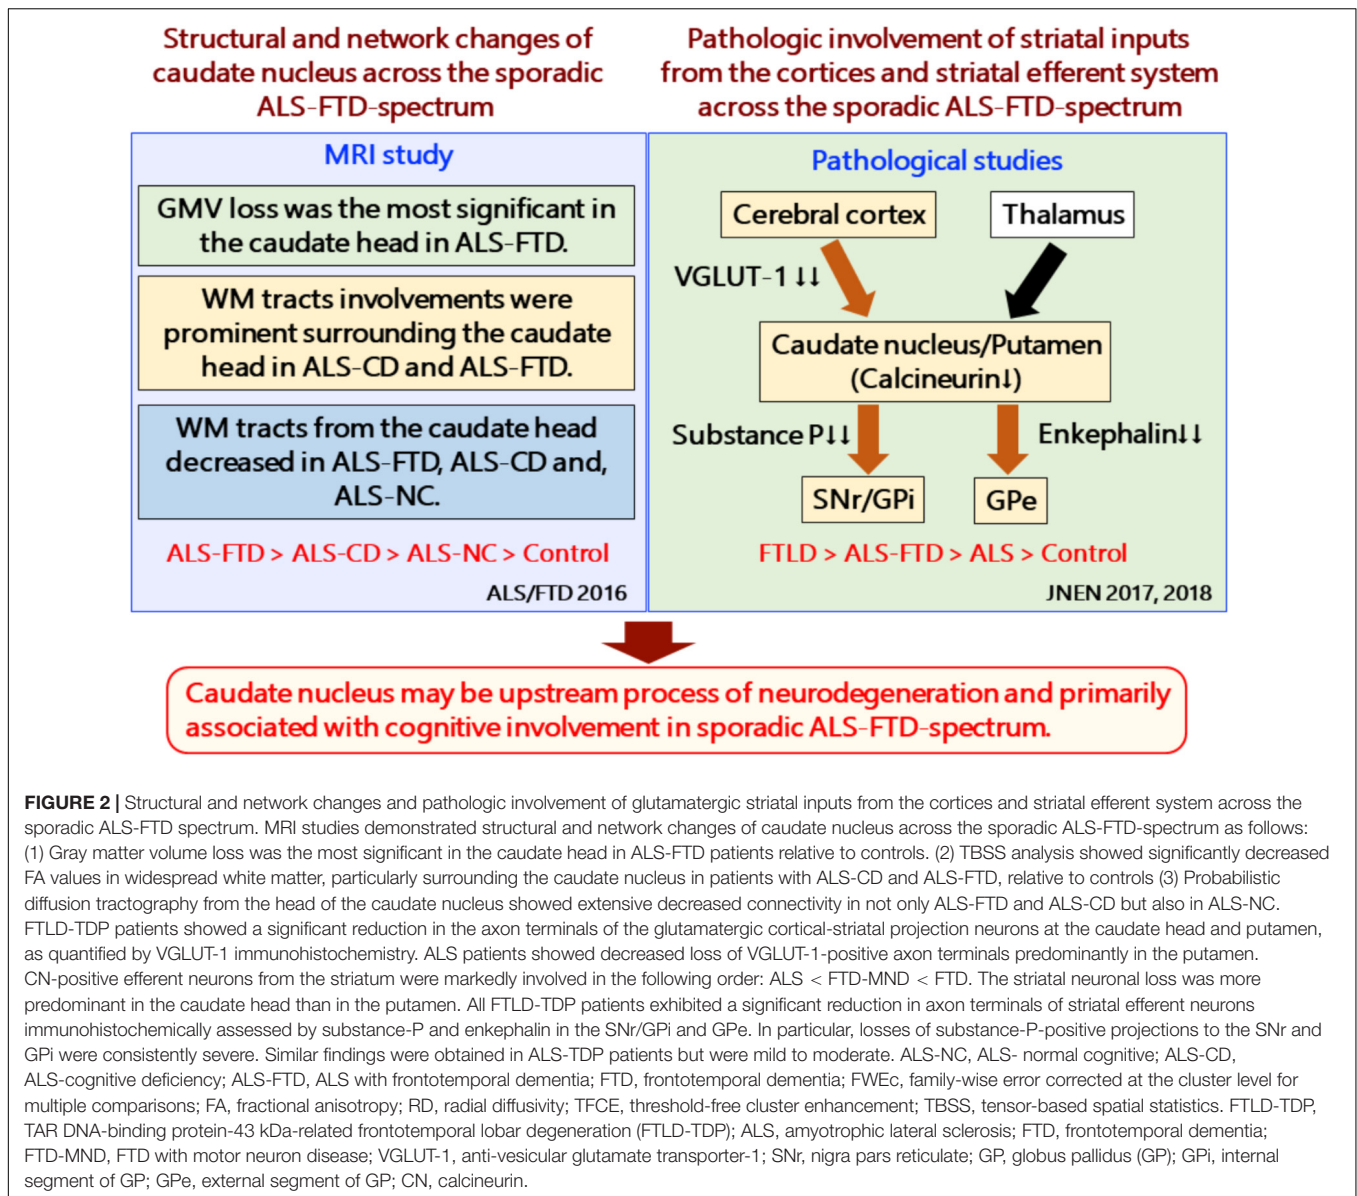 Structural and network changes of
caudate nucleus across the sporadic
ALS-FTD-spectrum
Pathologic involvement of striatal inputs
from the cortices and striatal efferent system
across the sporadic ALS-FTD-spectrum
MRI study
GMV loss was the most significant in
the caudate head in ALS-FTD.
WM tracts involvements were
prominent surrounding the caudate
head in ALS-CD and ALS-FTD.
WM tracts from the caudate head
decreased in ALS-FTD, ALS-CD and,
ALS-NC.
ALS-FTD > ALS-CD > ALS-NC > Control
ALS/FTD 2016
Pathological studies
Cerebral cortex
Thalamus
VGLUT-1 ↓↓
Caudate nucleus/Putamen
(Calcineurin↓)
Substance P↓↓
Enkephalin↓↓
SNr/GPi
GPe
FTLD > ALS-FTD > ALS > Control
JNEN 2017, 2018
Caudate nucleus may be upstream process of neurodegeneration and primarily
associated with cognitive involvement in sporadic ALS-FTD-spectrum.
FIGURE 2 | Structural and network changes and pathologic involvement of glutamatergic striatal inputs from the cortices and striatal efferent system across the
sporadic ALS-FTD spectrum. MRI studies demonstrated structural and network changes of caudate nucleus across the sporadic ALS-FTD-spectrum as follows:
(1) Gray matter volume loss was the most significant in the caudate head in ALS-FTD patients relative to controls. (2) TBSS analysis showed significantly decreased
FA values in widespread white matter, particularly surrounding the caudate nucleus in patients with ALS-CD and ALS-FTD, relative to controls (3) Probabilistic
diffusion tractography from the head of the caudate nucleus showed extensive decreased connectivity in not only ALS-FTD and ALS-CD but also in ALS-NC.
FTLD-TDP patients showed a significant reduction in the axon terminals of the glutamatergic cortical-striatal projection neurons at the caudate head and putamen,
as quantified by VGLUT-1 immunohistochemistry. ALS patients showed decreased loss of VGLUT-1-positive axon terminals predominantly in the putamen.
CN-positive efferent neurons from the striatum were markedly involved in the following order: ALS < FTD-MND < FTD. The striatal neuronal loss was more
predominant in the caudate head than in the putamen. All FTLD-TDP patients exhibited a significant reduction in axon terminals of striatal efferent neurons
immunohistochemically assessed by substance-P and enkephalin in the SNr/GPi and GPe. In particular, losses of substance-P-positive projections to the SNr and
GPi were consistently severe. Similar findings were obtained in ALS-TDP patients but were mild to moderate. ALS-NC, ALS- normal cognitive; ALS-CD,
ALS-cognitive deficiency; ALS-FTD, ALS with frontotemporal dementia; FTD, frontotemporal dementia; FWEc, family-wise error corrected at the cluster level for
multiple comparisons; FA, fractional anisotropy; RD, radial diffusivity; TFCE, threshold-free cluster enhancement; TBSS, tensor-based spatial statistics. FTLD-TDP,
TAR DNA-binding protein-43 kDa-related frontotemporal lobar degeneration (FTLD-TDP); ALS, amyotrophic lateral sclerosis; FTD, frontotemporal dementia;
FTD-MND, FTD with motor neuron disease; VGLUT-1, anti-vesicular glutamate transporter-1; SNr, nigra pars reticulate; GP, globus pallidus (GP); GPi, internal
segment of GP; GPe, external segment of GP; CN, calcineurin.